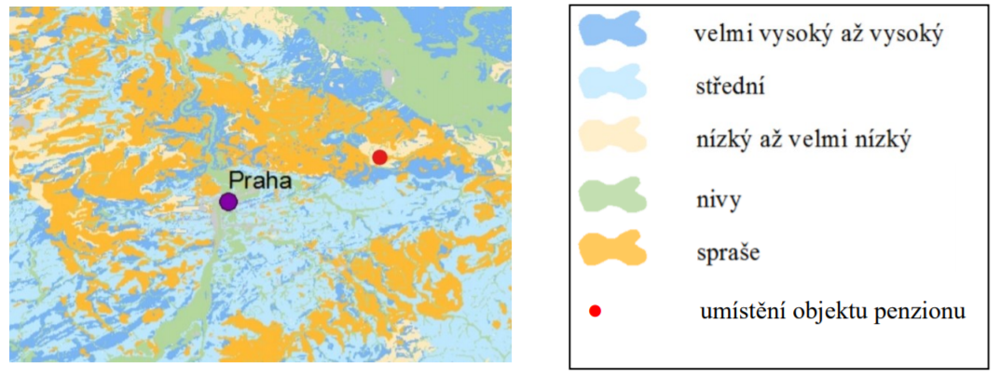 Praha
velmi vysoký až vysoký
střední
nízký až velmi nízký
nivy
spraše
umístění objektu penzionu